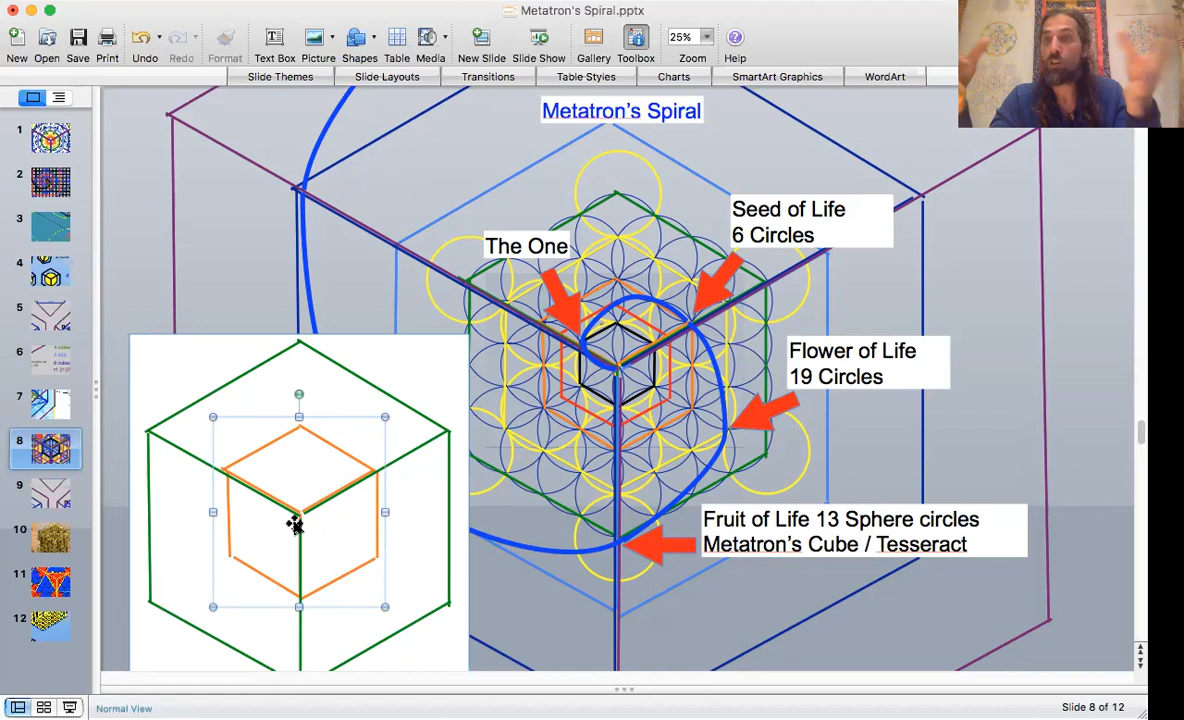 Metatron's Spiral.pptx
New Open Save Print Undo Redo Format Text Box Picture Shapes Table Media New Slide Slide Show Gallery Toolbox 25% Zoom Help
Slide Themes Slide Layouts Transitions Table Styles Charts SmartArt Graphics WordArt
1
2
3
4
5
6
7
8
9
10
11
12
Metatron's Spiral
Seed of Life
6 Circles
The One
Flower of Life
19 Circles
Fruit of Life 13 Sphere circles
Metatron's Cube / Tesseract
Normal View
Slide 8 of 12